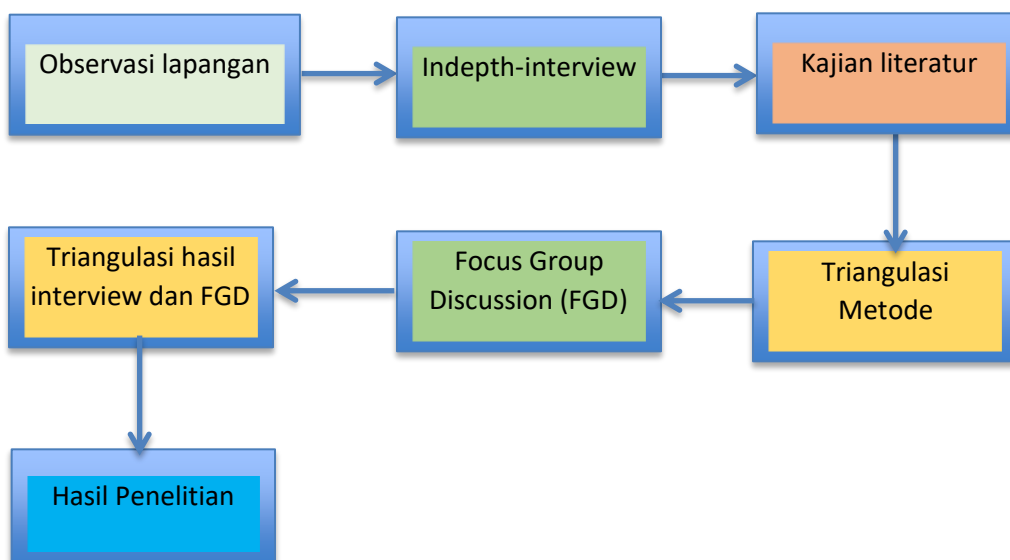 Observasi lapangan
Indepth-interview
Kajian literatur
Triangulasi hasil
interview dan FGD
Focus Group
Discussion (FGD)
Triangulasi
Metode
Hasil Penelitian